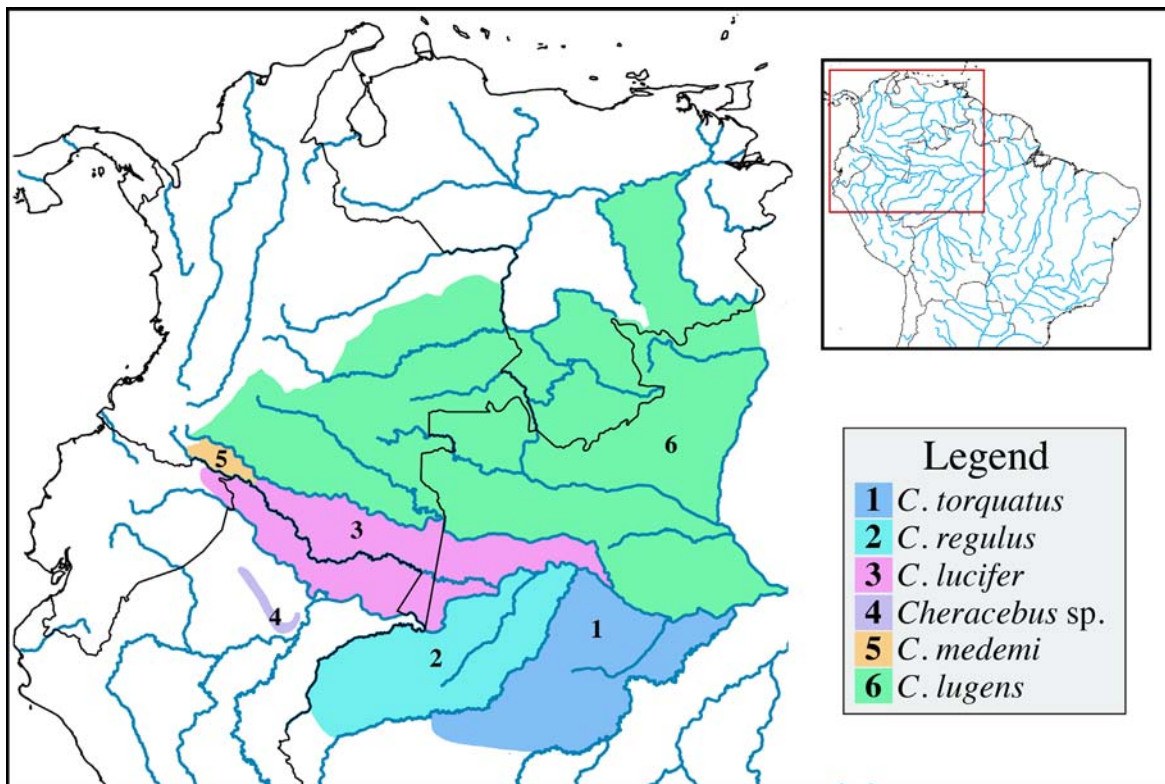 6
5
3
4
2
1
Legend
1 C. torquatus
2 C. regulus
3 C. lucifer
4 Cheracebus sp.
5 C. medemi
6 C. lugens